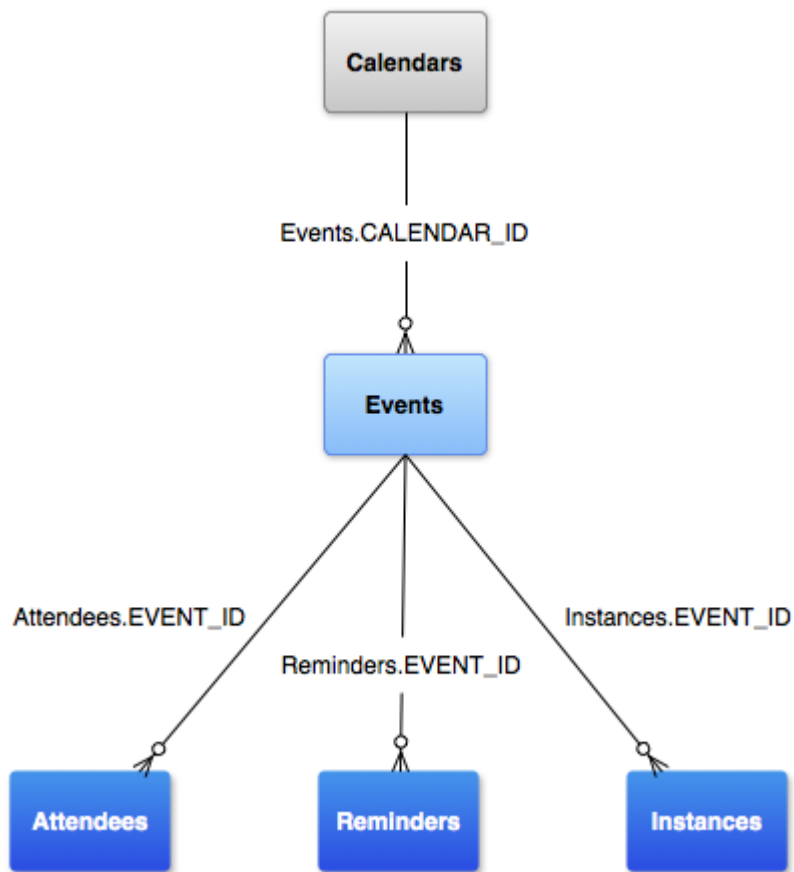 Calendars
Events.CALENDAR_ID
Events
Attendees.EVENT_ID
Instances.EVENT_ID
Reminders.EVENT_ID
Attendees
Reminders
Instances